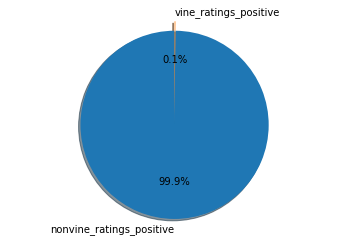 vine_ratings_positive
0.1%
99.9%
nonvine_ratings_positive